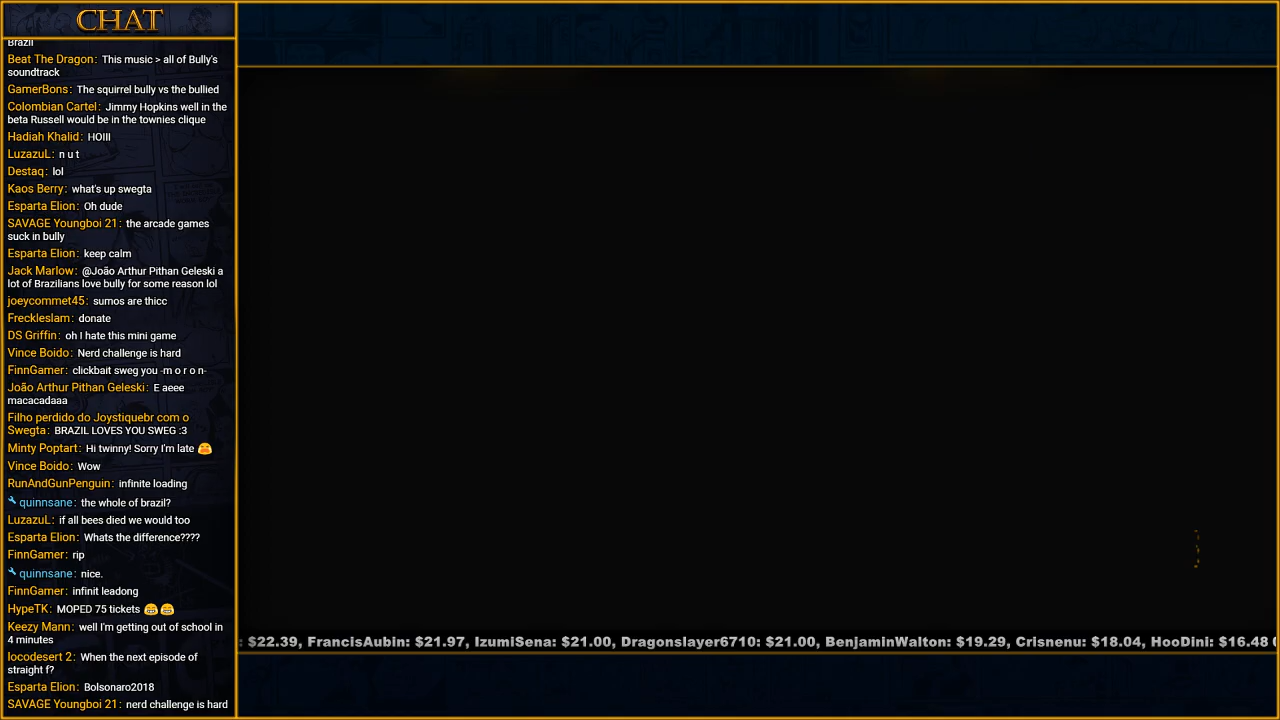 CHAT
Brazil
Beat The Dragon: This music > all of Bully's
soundtrack
GamerBons: The squirrel bully vs the bullied
Colombian Cartel: Jimmy Hopkins well in the
beta Russell would be in the townies clique
Hadiah Khalid: HOIII
LuzazuL: n u t
Destaq: lol
Kaos Berry: what's up swegta
Esparta Elion: Oh dude
SAVAGE Youngboi 21: the arcade games
suck in bully
Esparta Elion: keep calm
Jack Marlow: @João Arthur Pithan Geleski a
lot of Brazilians love bully for some reason lol
joeycommet45: sumos are thicc
Freckleslam: donate
DS Griffin: oh I hate this mini game
Vince Boido: Nerd challenge is hard
FinnGamer: clickbait sweg you -m o r o n-
João Arthur Pithan Geleski: E aeee
macacadaaa
Filho perdido do Joystiquebr com o
Swegta: BRAZIL LOVES YOU SWEG :3
Minty Poptart: Hi twinny! Sorry I'm late 😫
Vince Boido: Wow
RunAndGunPenguin: infinite loading
quinnsane: the whole of brazil?
LuzazuL: if all bees died we would too
Esparta Elion: Whats the difference????
FinnGamer: rip
quinnsane: nice.
FinnGamer: infinit leadong
HypeTK: MOPED 75 tickets 😂 😂
Keezy Mann: well I'm getting out of school in
4 minutes
locodesert 2: When the next episode of
straight f?
Esparta Elion: Bolsonaro2018
SAVAGE Youngboi 21: nerd challenge is hard
: $22.39, FrancisAubin: $21.97, IzumiSena: $21.00, Dragonslayer6710: $21.00, BenjaminWalton: $19.29, Crisnenu: $18.04, HooDini: $16.48